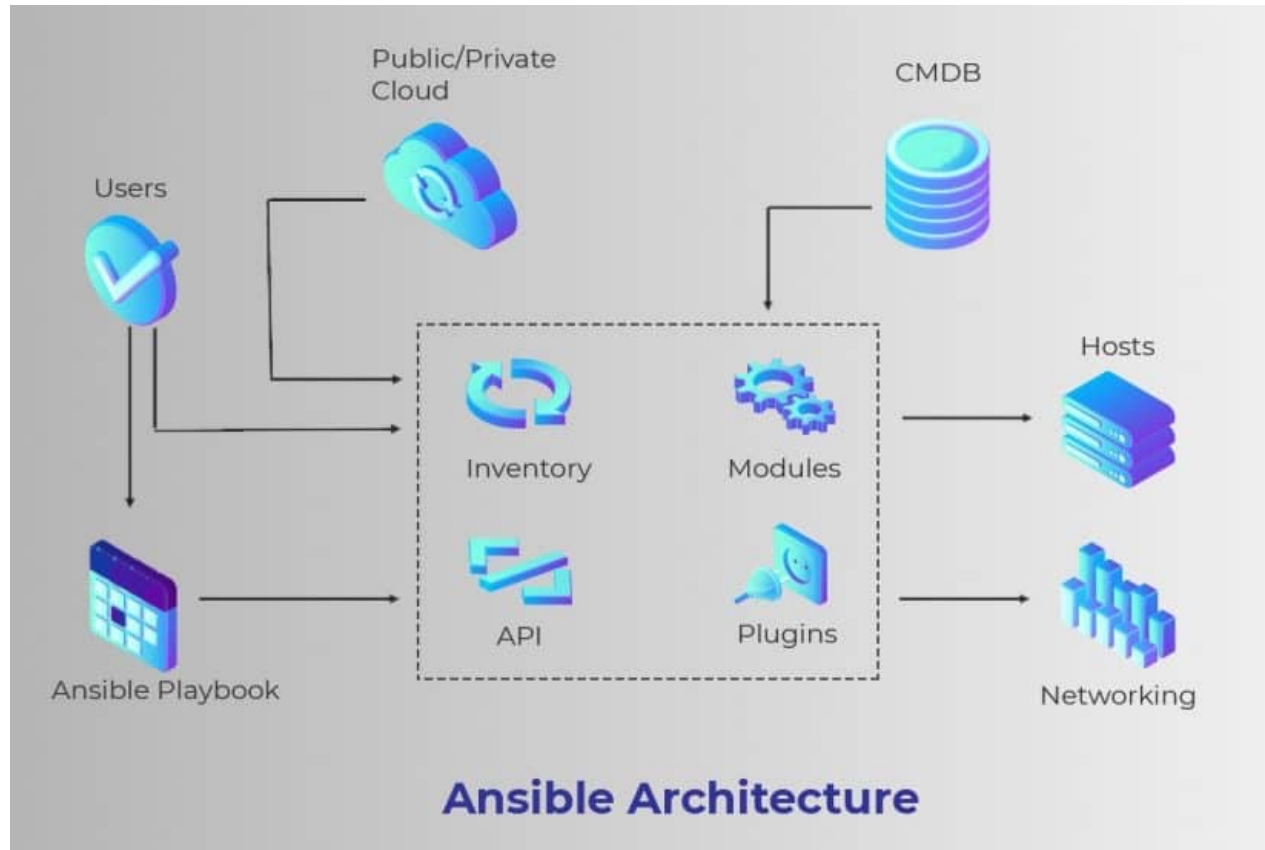 Public/Private
Cloud
CMDB
Users
Hosts
Inventory
Modules
API
Plugins
Ansible Playbook
Networking
Ansible Architecture